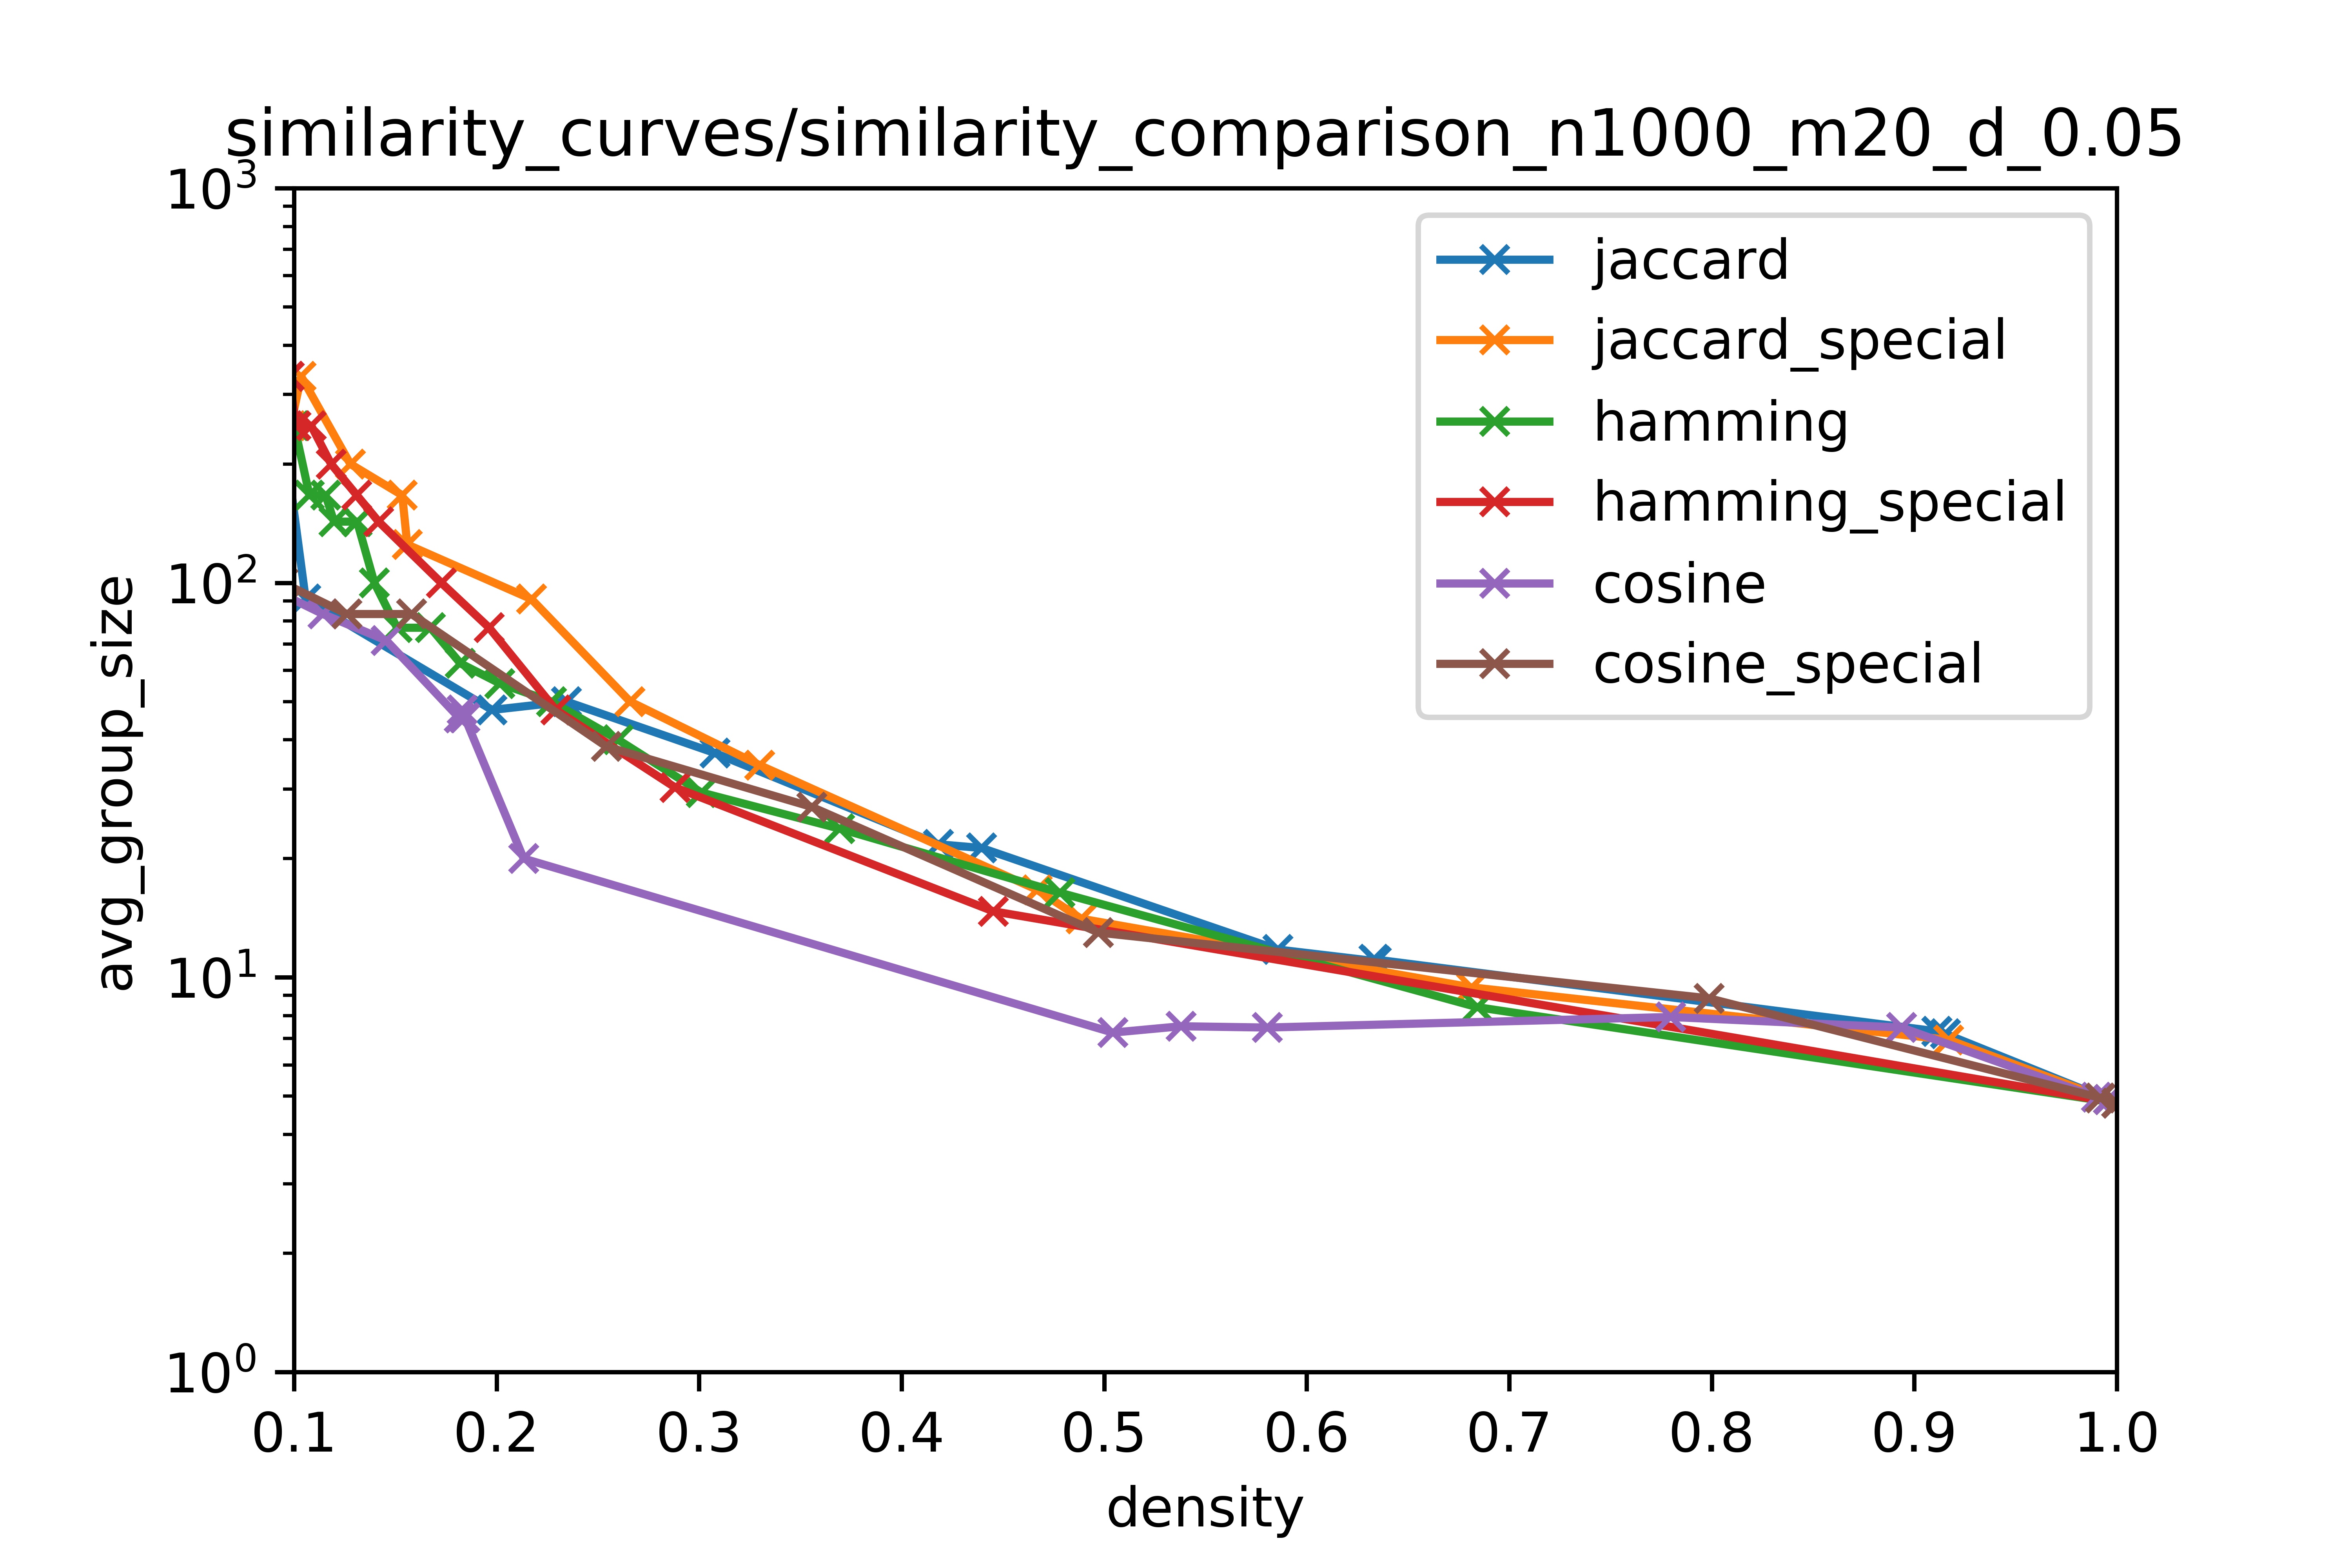 similarity_curves/similarity_comparison_n1000_m20_d_0.05
10³
10²
10¹
10⁰
avg_group_size
jaccard
jaccard_special
hamming
hamming_special
cosine
cosine_special
0.1 0.2 0.3 0.4 0.5 0.6 0.7 0.8 0.9 1.0
density